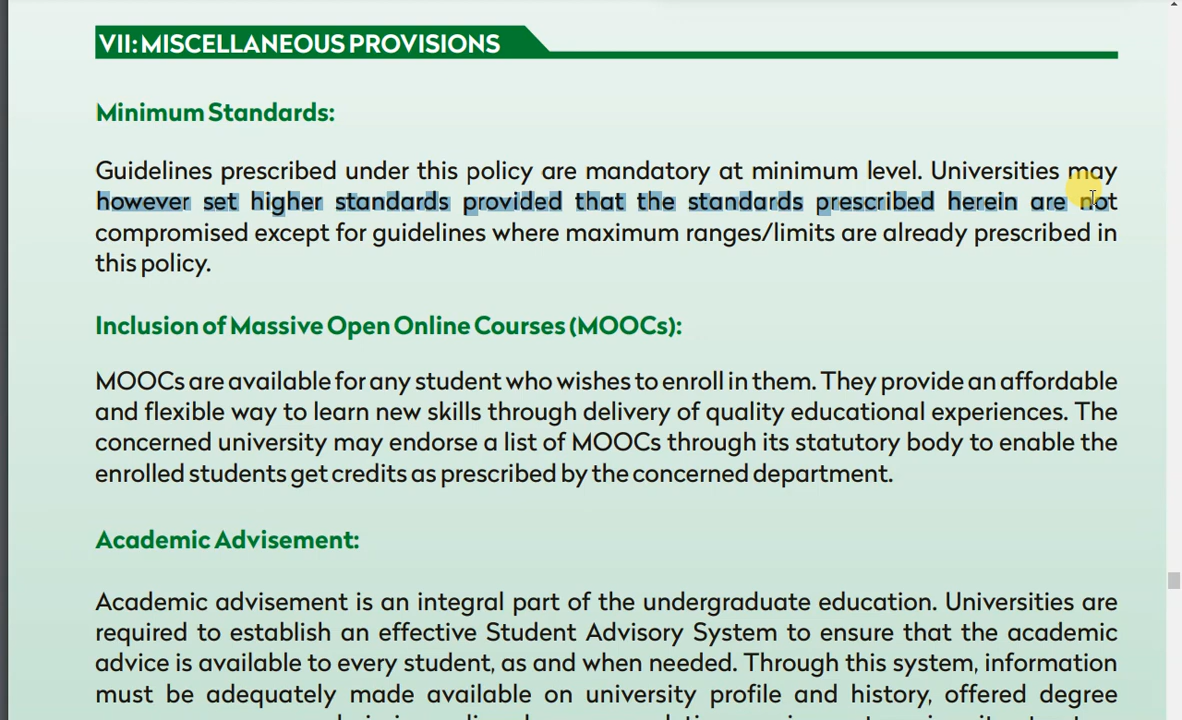 VII: MISCELLANEOUS PROVISIONS
Minimum Standards:
Guidelines prescribed under this policy are mandatory at minimum level. Universities may
however set higher standards provided that the standards prescribed herein are not
compromised except for guidelines where maximum ranges/limits are already prescribed in
this policy.
Inclusion of Massive Open Online Courses (MOOCs):
MOOCs are available for any student who wishes to enroll in them. They provide an affordable
and flexible way to learn new skills through delivery of quality educational experiences. The
concerned university may endorse a list of MOOCs through its statutory body to enable the
enrolled students get credits as prescribed by the concerned department.
Academic Advisement:
Academic advisement is an integral part of the undergraduate education. Universities are
required to establish an effective Student Advisory System to ensure that the academic
advice is available to every student, as and when needed. Through this system, information
must be adequately made available on university profile and history, offered degree